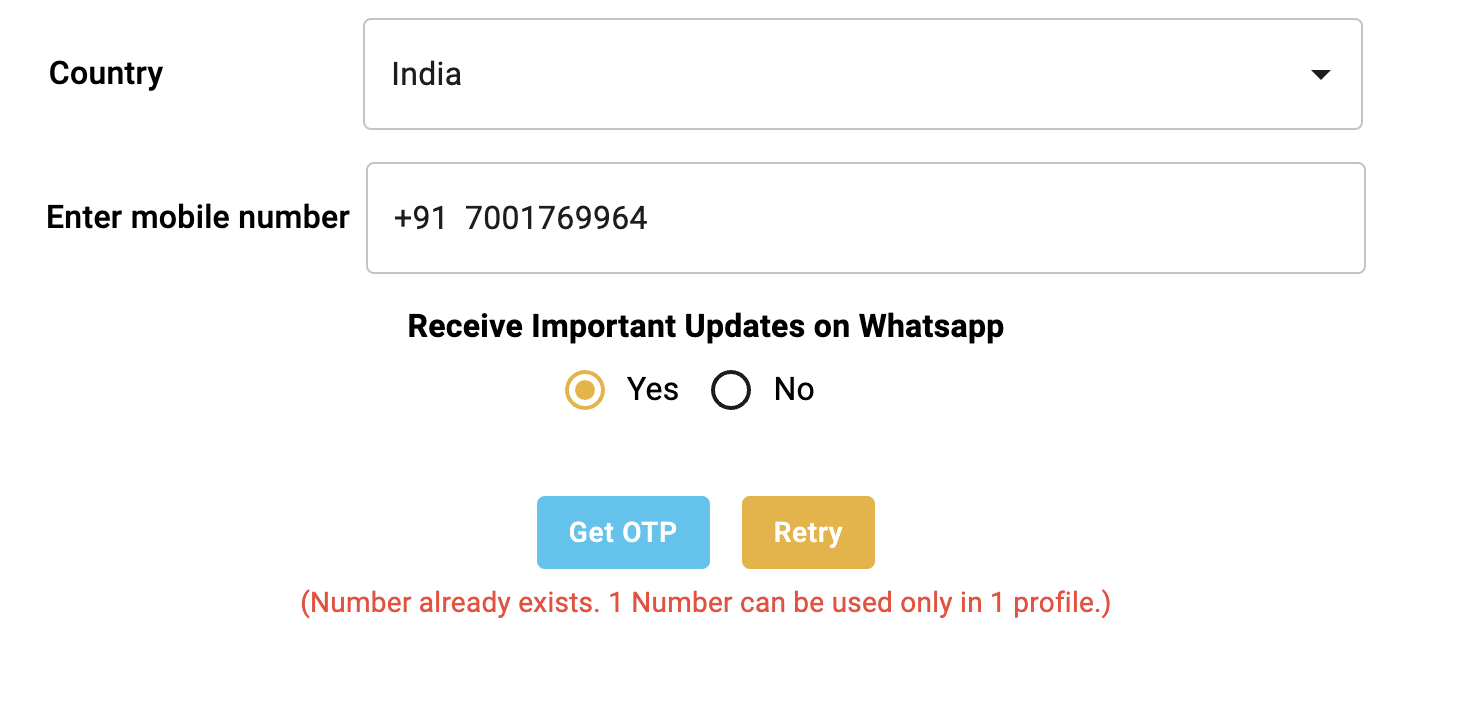 Country India
Enter mobile number +91 7001769964
Receive Important Updates on Whatsapp
Yes No
Get OTP Retry
(Number already exists. 1 Number can be used only in 1 profile.)